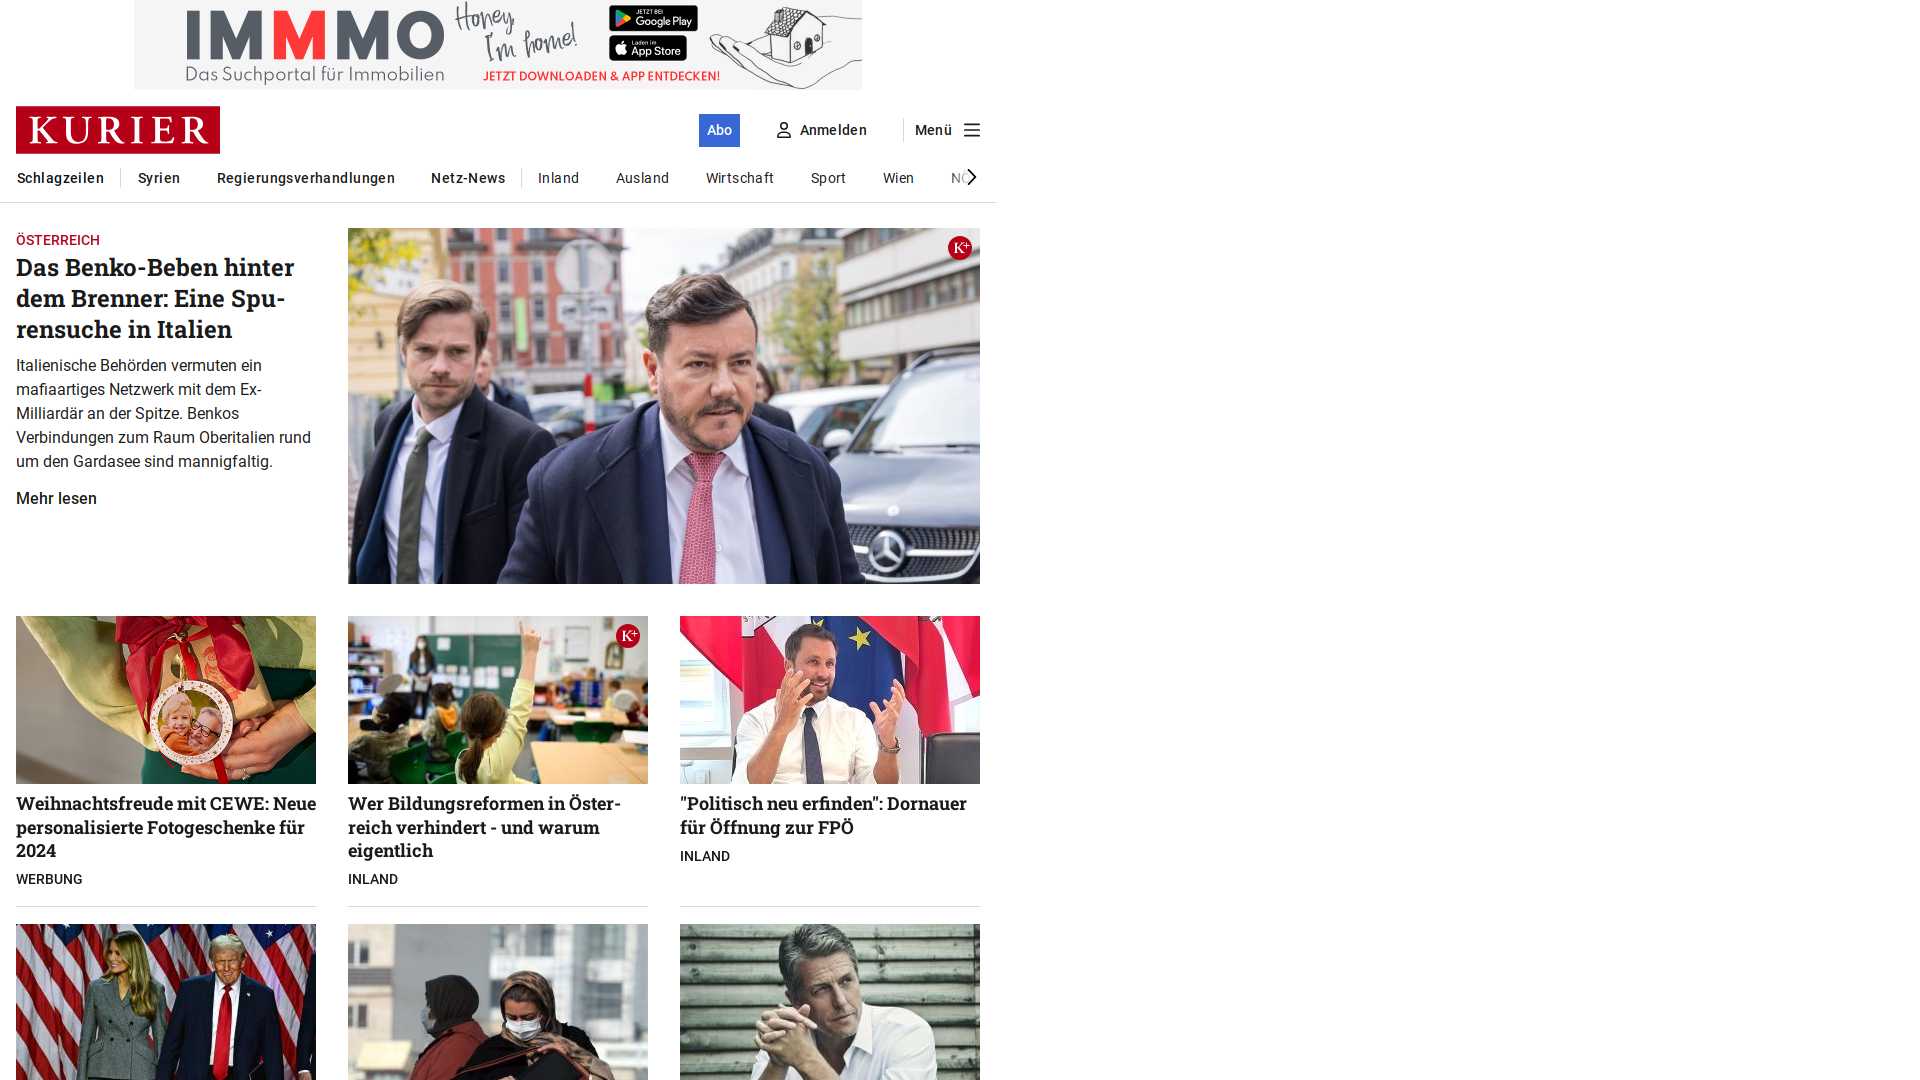 IMMMO
Das Suchportal für Immobilien
Honey,
I'm home!
JETZT BEI
Google Play
Laden im
App Store
JETZT DOWNLOADEN & APP ENTDECKEN!
KURIER
Abo
Anmelden
Menü
Schlagzeilen
Syrien
Regierungsverhandlungen
Netz-News
Inland
Ausland
Wirtschaft
Sport
Wien
NÖ
ÖSTERREICH
Das Benko-Beben hinter
dem Brenner: Eine Spu-
rensuche in Italien
Italienische Behörden vermuten ein
mafiaartiges Netzwerk mit dem Ex-
Milliardär an der Spitze. Benkos
Verbindungen zum Raum Oberitalien rund
um den Gardasee sind mannigfaltig.
Mehr lesen
K+
K+
Weihnachtsfreude mit CEWE: Neue
personalisierte Fotogeschenke für
2024
WERBUNG
Wer Bildungsreformen in Öster-
reich verhindert - und warum
eigentlich
INLAND
"Politisch neu erfinden": Dornauer
für Öffnung zur FPÖ
INLAND